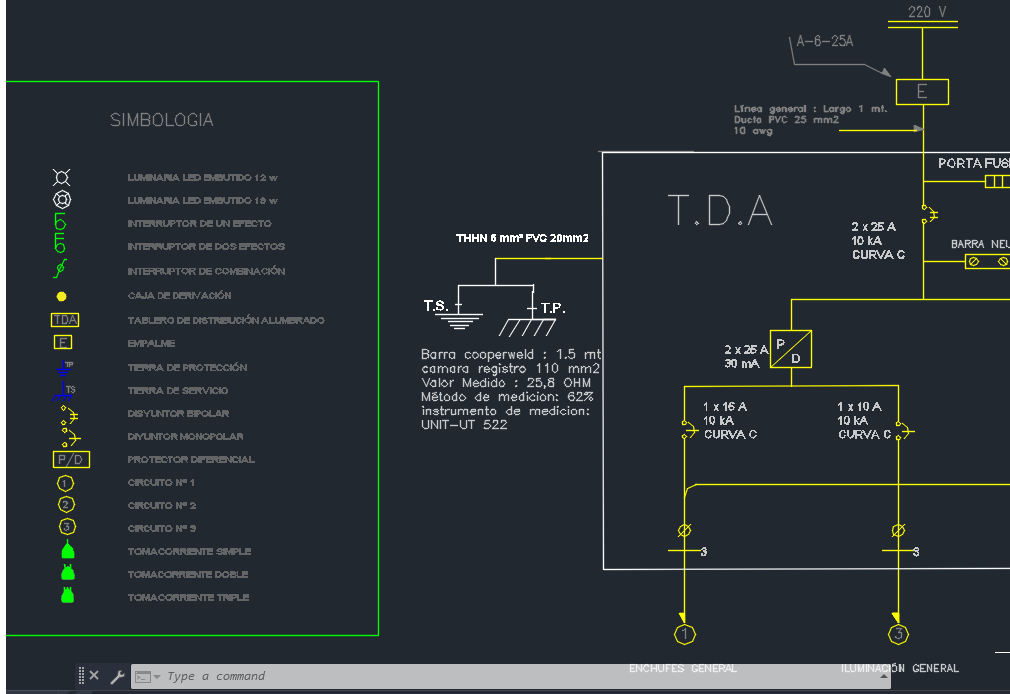 220 V
A-6-25A
E
Línea general : Largo 1 mt.
Ducto PVC 25 mm2
10 awg
SIMBOLOGIA
LUMINARIA LED EMBUTIDO 12 w
LUMINARIA LED EMBUTIDO 18 w
INTERRUPTOR DE UN EFECTO
INTERRUPTOR DE DOS EFECTOS
INTERRUPTOR DE COMBINACIÓN
CAJA DE DERIVACIÓN
TDA TABLERO DE DISTRIBUCIÓN ALUMBRADO
E EMPALME
TP TIERRA DE PROTECCIÓN
TS TIERRA DE SERVICIO
DISYUNTOR BIPOLAR
DIYUNTOR MONOPOLAR
P/D PROTECTOR DIFERENCIAL
1 CIRCUITO Nº 1
2 CIRCUITO Nº 2
3 CIRCUITO Nº 3
TOMACORRIENTE SIMPLE
TOMACORRIENTE DOBLE
TOMACORRIENTE TRIPLE
THHN 6 mm² PVC 20mm2
T.S.
T.P.
Barra cooperweld : 1.5 mt
camara registro 110 mm2
Valor Medido : 25,8 OHM
Método de medicion: 62%
instrumento de medicion:
UNIT-UT 522
T.D.A
PORTA FUS
2 x 25 A
10 kA
CURVA C
BARRA NEU
2 x 25 A
30 mA
P
D
1 x 16 A
10 kA
CURVA C
1 x 10 A
10 kA
CURVA C
3
3
1
3
ENCHUFES GENERAL
ILUMINACIÓN GENERAL
Type a command